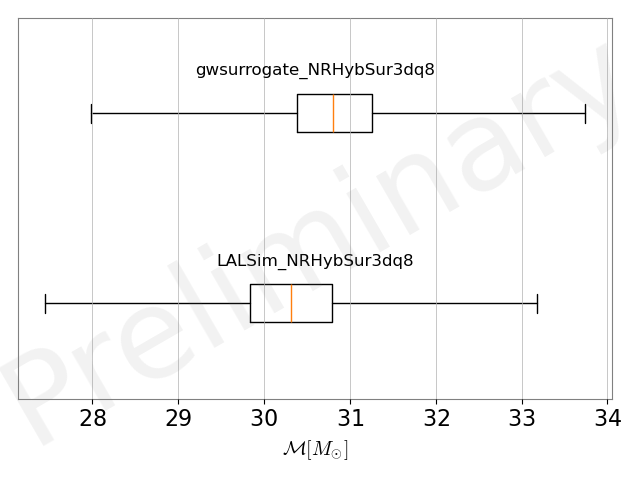 gwsurrogate_NRHybSur3dq8
LALSim_NRHybSur3dq8
Preliminary
28 29 30 31 32 33 34
ℳ[M⊙]